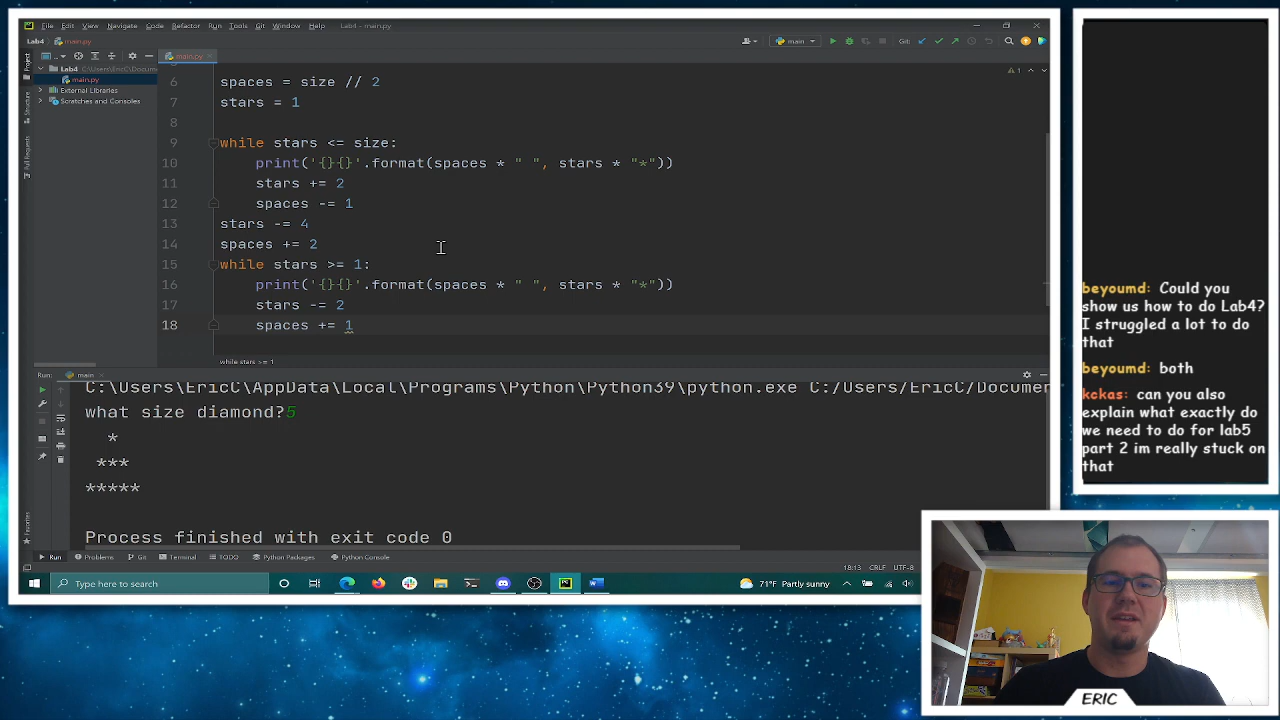 File Edit View Navigate Code Refactor Run Tools Git Window Help Lab4 - main.py
Lab4 main.py
main
Git:
Project
main.py
Lab4 C:\Users\EricC\Docum
main.py
External Libraries
Scratches and Consoles
Structure
Pull Requests
6 spaces = size // 2
7 stars = 1
8
9 while stars <= size:
10 print('{}{}'.format(spaces * " ", stars * "*"))
11 stars += 2
12 spaces -= 1
13 stars -= 4
14 spaces += 2
15 while stars >= 1:
16 print('{}{}'.format(spaces * " ", stars * "*"))
17 stars -= 2
18 spaces += 1
1
while stars >= 1
Run: main
C:\Users\EricC\AppData\Local\Programs\Python\Python39\python.exe C:/Users/EricC/Documen
what size diamond?5
*
***
*****
Process finished with exit code 0
Favorites
Run Problems Git Terminal TODO Python Packages Python Console
18:13 CRLF UTF-8
Type here to search
71°F Partly sunny
beyoumd: Could you
show us how to do Lab4?
I struggled a lot to do
that
beyoumd: both
kckas: can you also
explain what exactly do
we need to do for lab5
part 2 im really stuck on
that
ERIC